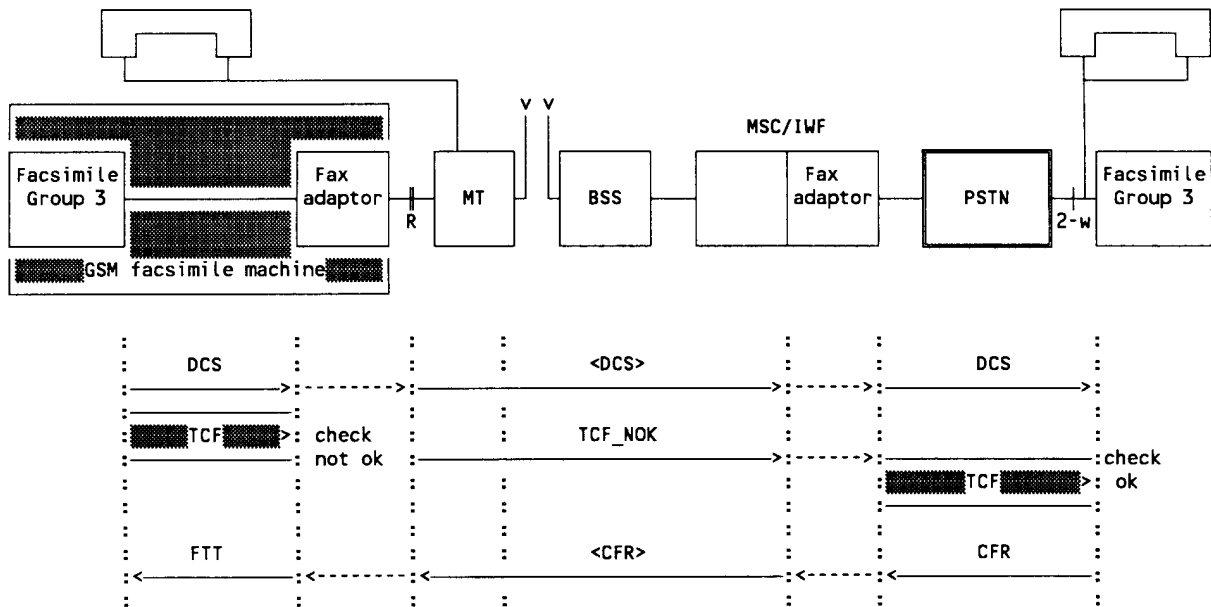 MSC/IWF
Facsimile
Group 3
Fax
adaptor
R
MT
BSS
Fax
adaptor
PSTN
2-w
Facsimile
Group 3
GSM facsimile machine
DCS
<DCS>
DCS
TCF
check
not ok
TCF_NOK
check
ok
TCF
FTT
<CFR>
CFR